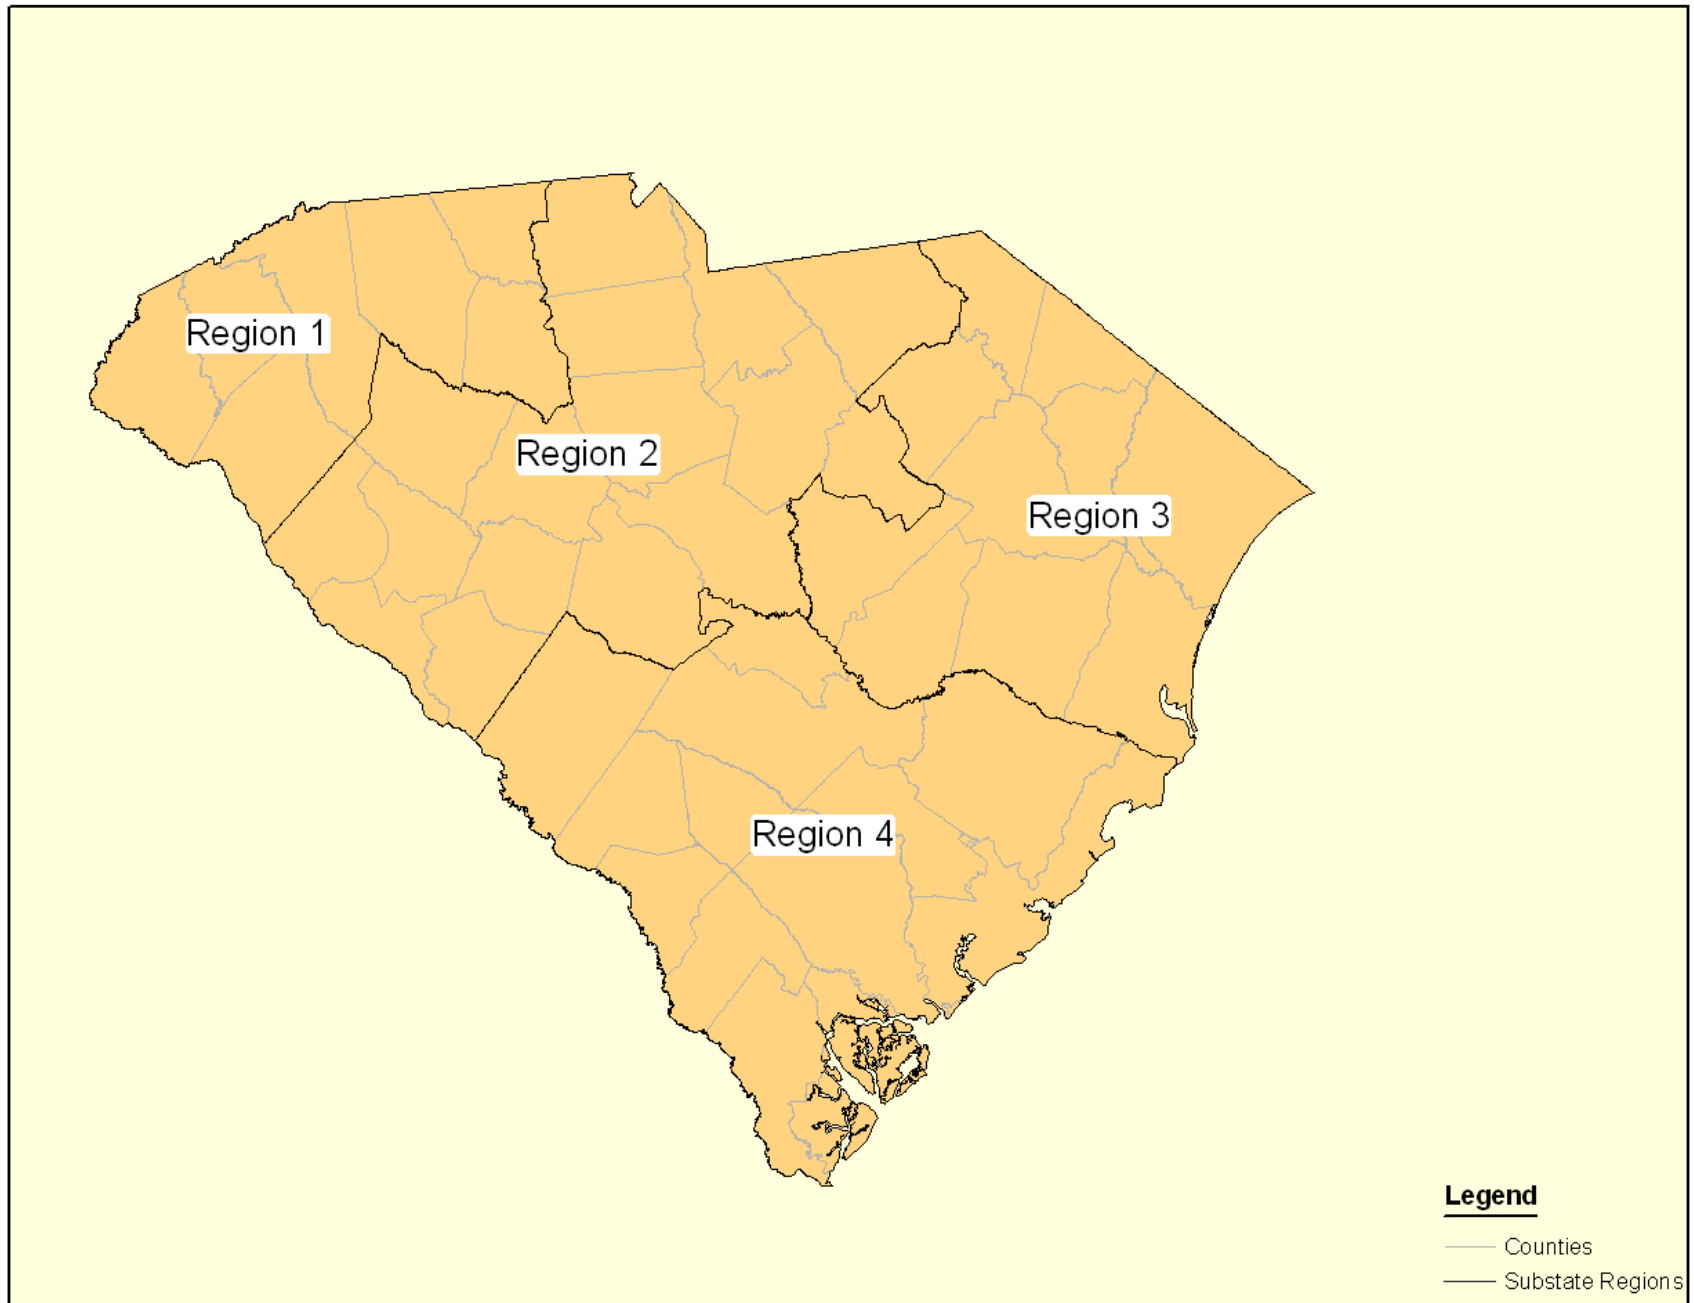 Region 1
Region 2
Region 3
Region 4
Legend
Counties
Substate Regions